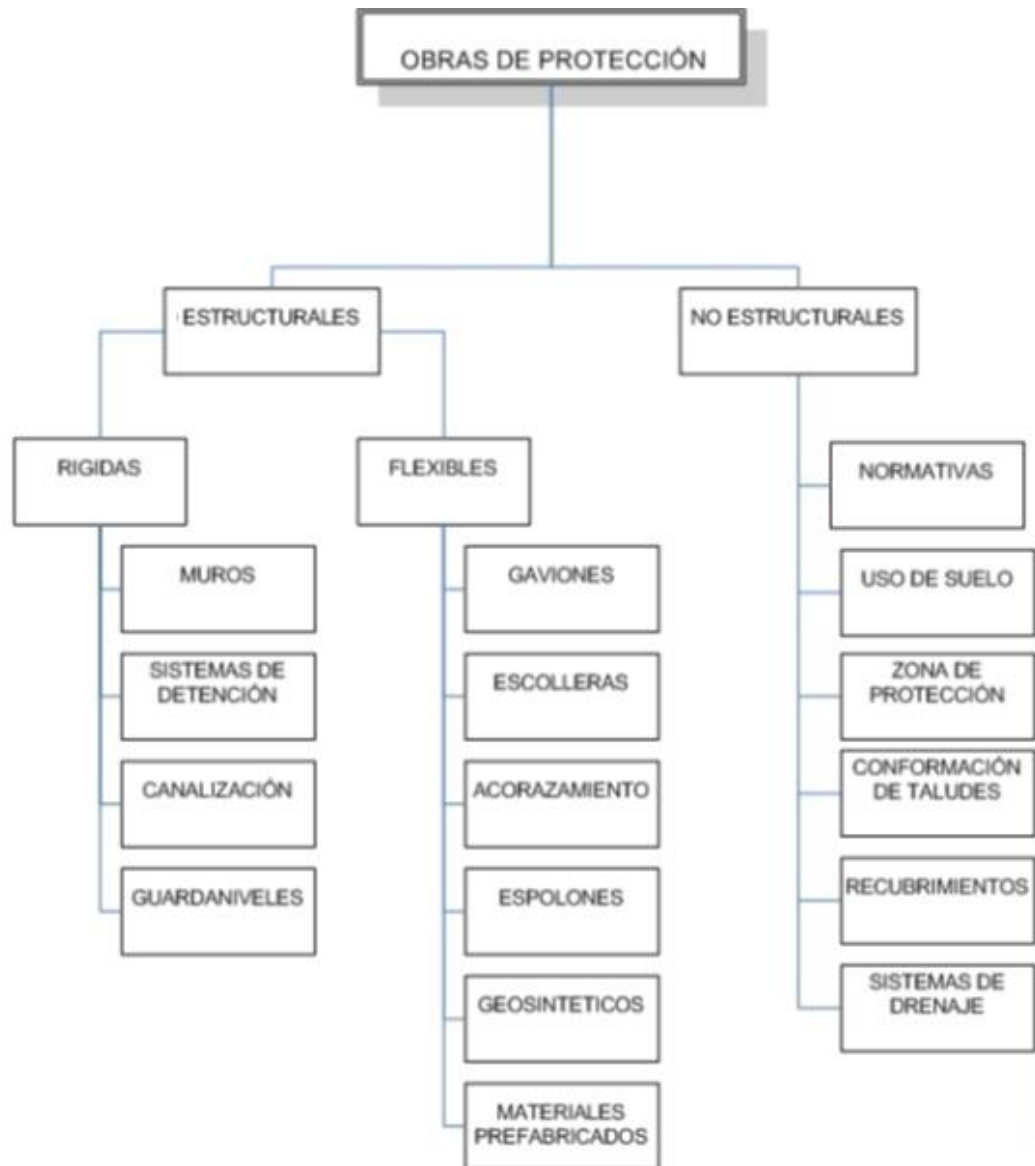 OBRAS DE PROTECCIÓN
ESTRUCTURALES
NO ESTRUCTURALES
RIGIDAS
FLEXIBLES
NORMATIVAS
MUROS
SISTEMAS DE
DETENCIÓN
CANALIZACIÓN
GUARDANIVELES
GAVIONES
ESCOLLERAS
ACORAZAMIENTO
ESPOLONES
GEOSINTETICOS
MATERIALES
PREFABRICADOS
USO DE SUELO
ZONA DE
PROTECCIÓN
CONFORMACIÓN
DE TALUDES
RECUBRIMIENTOS
SISTEMAS DE
DRENAJE